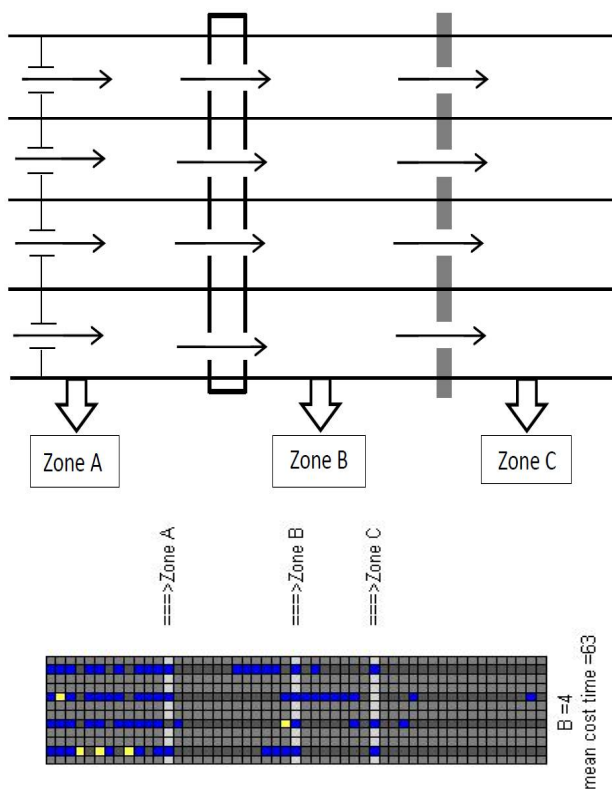 Zone A
Zone B
Zone C
===>Zone A
===>Zone B
===>Zone C
B =4
mean cost time =63